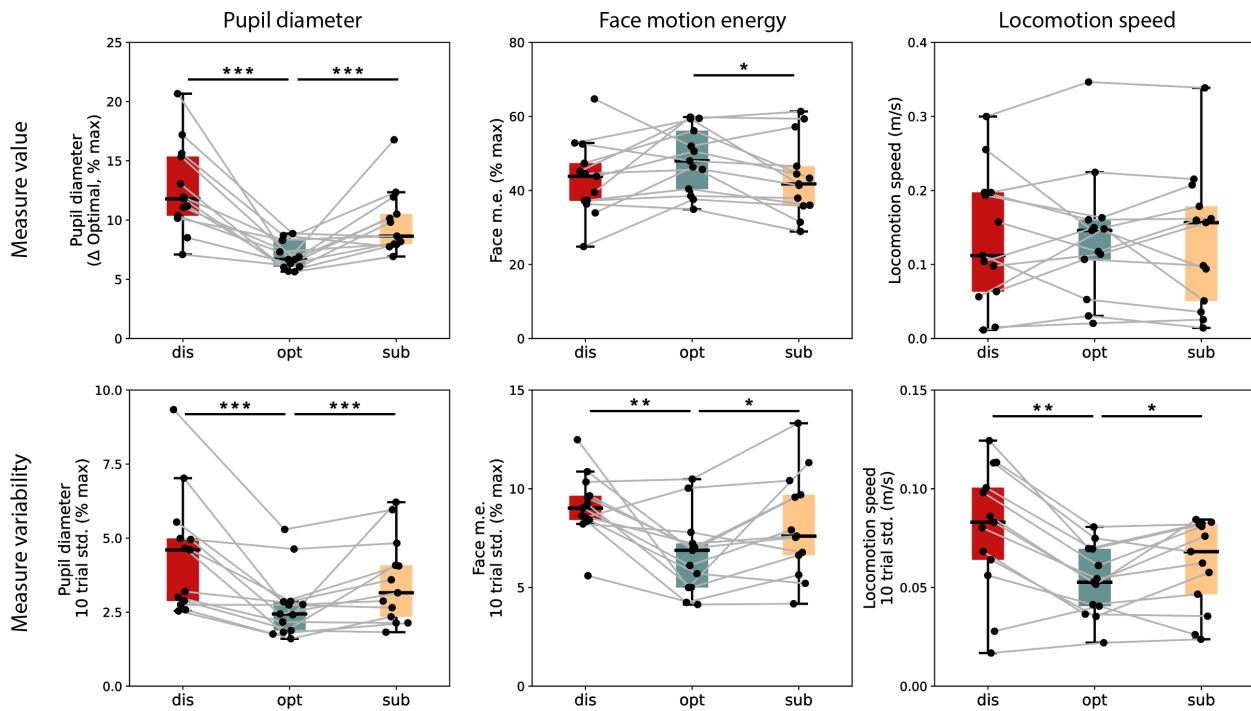 Pupil diameter
Face motion energy
Locomotion speed
Measure value
Pupil diameter
(Δ Optimal, % max)
25
20
15
10
5
0
***
***
dis
opt
sub
Face m.e. (% max)
80
60
40
20
0
*
dis
opt
sub
Locomotion speed (m/s)
0.4
0.3
0.2
0.1
0.0
dis
opt
sub
Measure variability
Pupil diameter
10 trial std. (% max)
10.0
7.5
5.0
2.5
0.0
***
***
dis
opt
sub
Face m.e.
10 trial std. (% max)
15
10
5
0
**
*
dis
opt
sub
Locomotion speed
10 trial std. (m/s)
0.15
0.10
0.05
0.00
**
*
dis
opt
sub